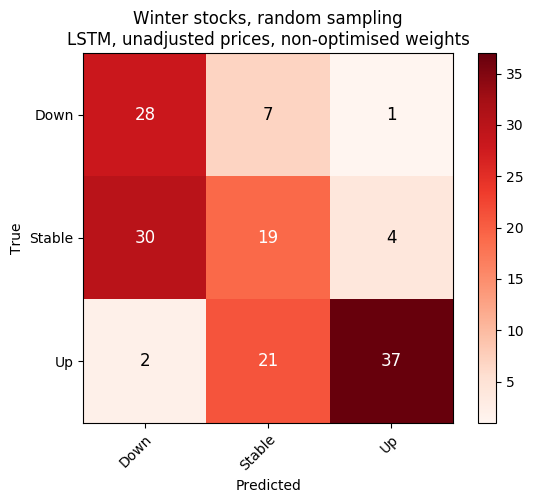 Winter stocks, random sampling
LSTM, unadjusted prices, non-optimised weights
True
Down
28
7
1
Stable
30
19
4
Up
2
21
37
Down
Stable
Up
Predicted
35
30
25
20
15
10
5